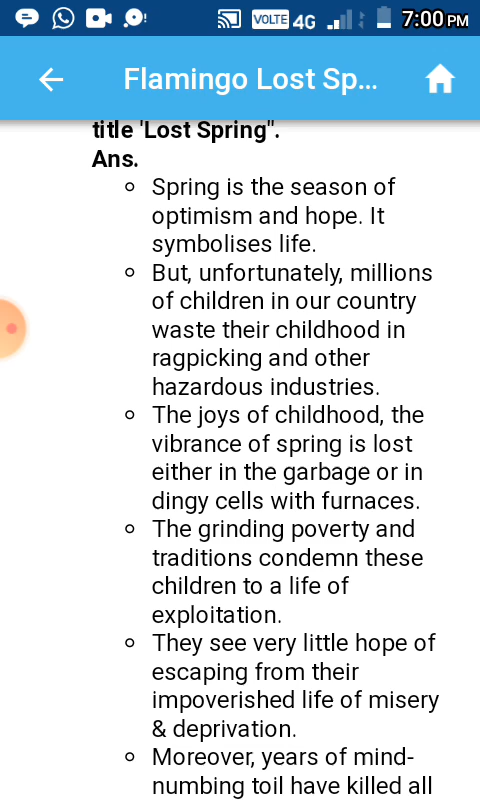 VOLTE 4G 7:00 PM
Flamingo Lost Sp...
title 'Lost Spring".
Ans.
Spring is the season of
optimism and hope. It
symbolises life.
But, unfortunately, millions
of children in our country
waste their childhood in
ragpicking and other
hazardous industries.
The joys of childhood, the
vibrance of spring is lost
either in the garbage or in
dingy cells with furnaces.
The grinding poverty and
traditions condemn these
children to a life of
exploitation.
They see very little hope of
escaping from their
impoverished life of misery
& deprivation.
Moreover, years of mind-
numbing toil have killed all